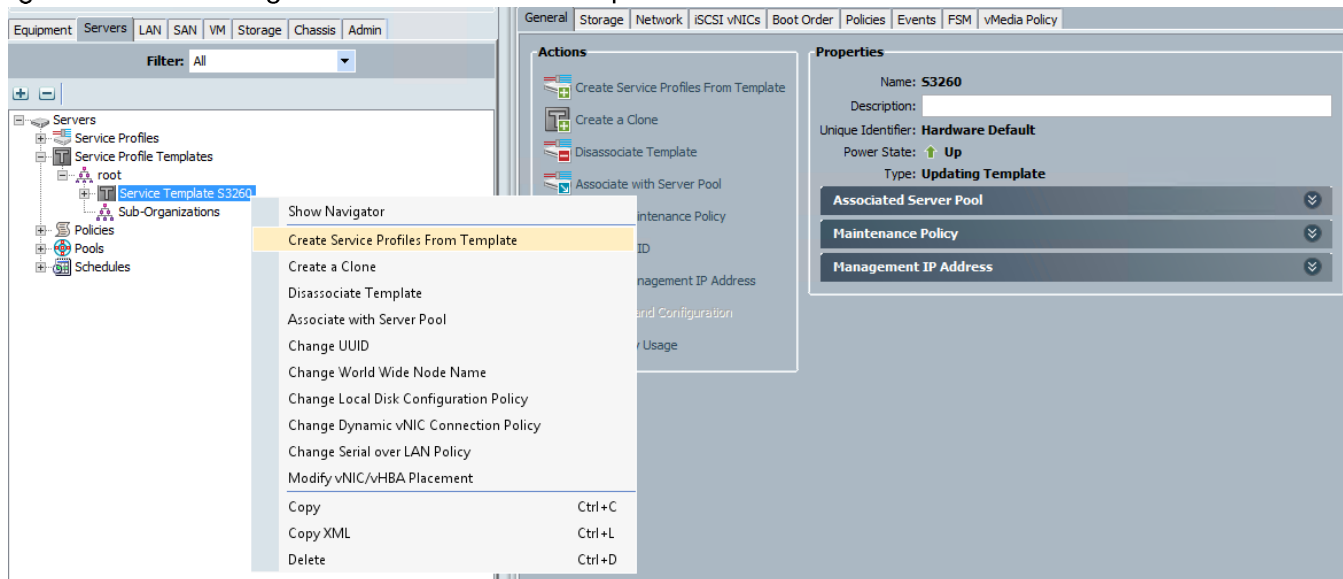 Equipment Servers LAN SAN VM Storage Chassis Admin
Filter: All
Servers
Service Profiles
Service Profile Templates
root
Service Template S3260
Sub-Organizations
Policies
Pools
Schedules
Show Navigator
Create Service Profiles From Template
Create a Clone
Disassociate Template
Associate with Server Pool
Change UUID
Change World Wide Node Name
Change Local Disk Configuration Policy
Change Dynamic vNIC Connection Policy
Change Serial over LAN Policy
Modify vNIC/vHBA Placement
Copy Ctrl+C
Copy XML Ctrl+L
Delete Ctrl+D
General Storage Network iSCSI vNICs Boot Order Policies Events FSM vMedia Policy
Actions
Create Service Profiles From Template
Create a Clone
Disassociate Template
Associate with Server Pool
intenance Policy
ID
nagement IP Address
and Configuration
Usage
Properties
Name: S3260
Description:
Unique Identifier: Hardware Default
Power State: Up
Type: Updating Template
Associated Server Pool
Maintenance Policy
Management IP Address